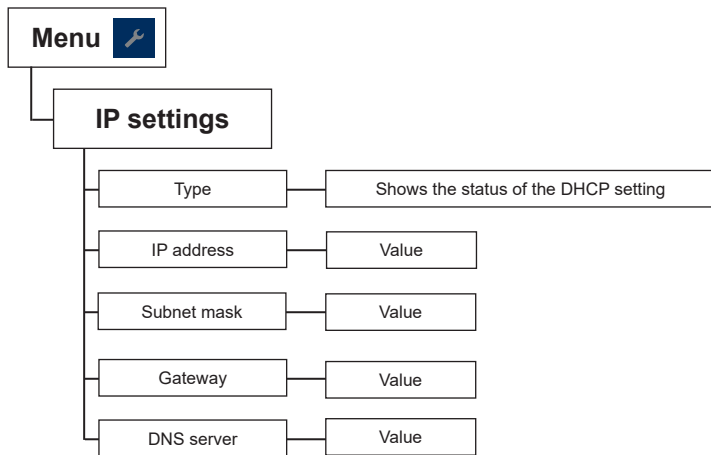 Menu
IP settings
Type
Shows the status of the DHCP setting
IP address
Value
Subnet mask
Value
Gateway
Value
DNS server
Value